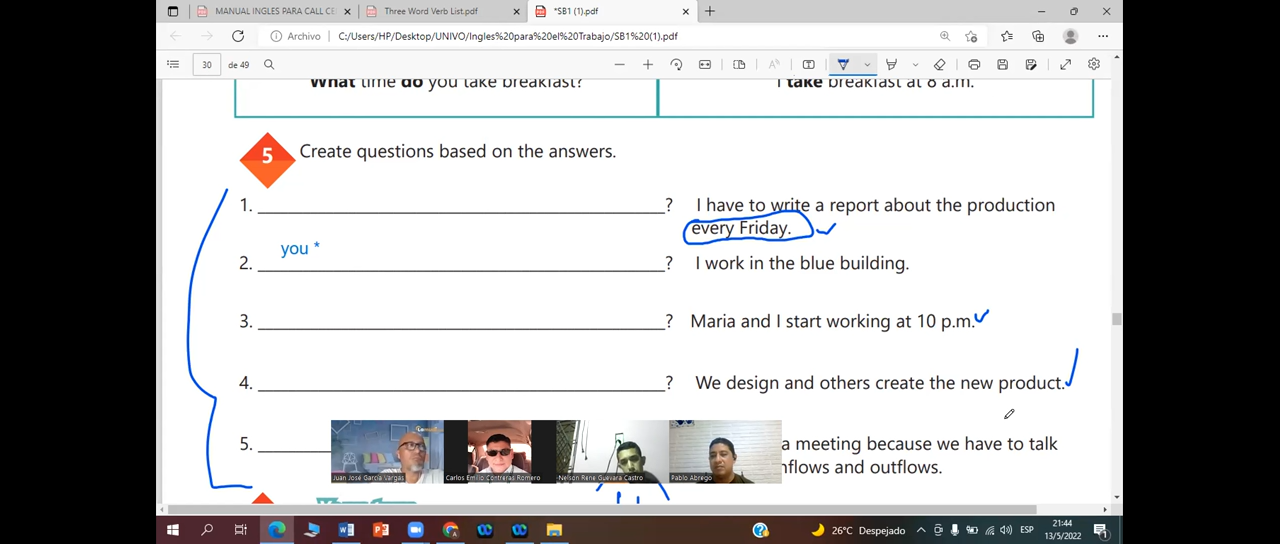 MANUAL INGLES PARA CALL CE
Three Word Verb List.pdf
*SB1 (1).pdf
Archivo
C:/Users/HP/Desktop/UNIVO/Ingles%20para%20el%20Trabajo/SB1%20(1).pdf
30 de 49
What time do you take breakfast?
I take breakfast at 8 a.m.
5 Create questions based on the answers.
1. ? I have to write a report about the production
every Friday.
you *
2. ? I work in the blue building.
3. ? Maria and I start working at 10 p.m.
4. ? We design and others create the new product.
5. a meeting because we have to talk
nflows and outflows.
Juan José García Vargas
Carlos Emilio Contreras Romero
Nelson Rene Guevara Castro
Pablo Abrego
26°C Despejado
ESP
21:44
13/5/2022